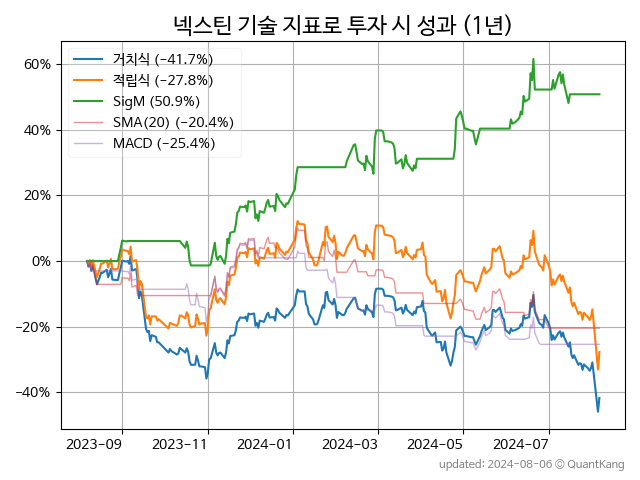 넥스틴 기술 지표로 투자 시 성과 (1년)
거치식 (−41.7%)
적립식 (−27.8%)
SigM (50.9%)
SMA(20) (−20.4%)
MACD (−25.4%)
60%
40%
20%
0%
−20%
−40%
2023-09 2023-11 2024-01 2024-03 2024-05 2024-07
updated: 2024-08-06 © QuantKang